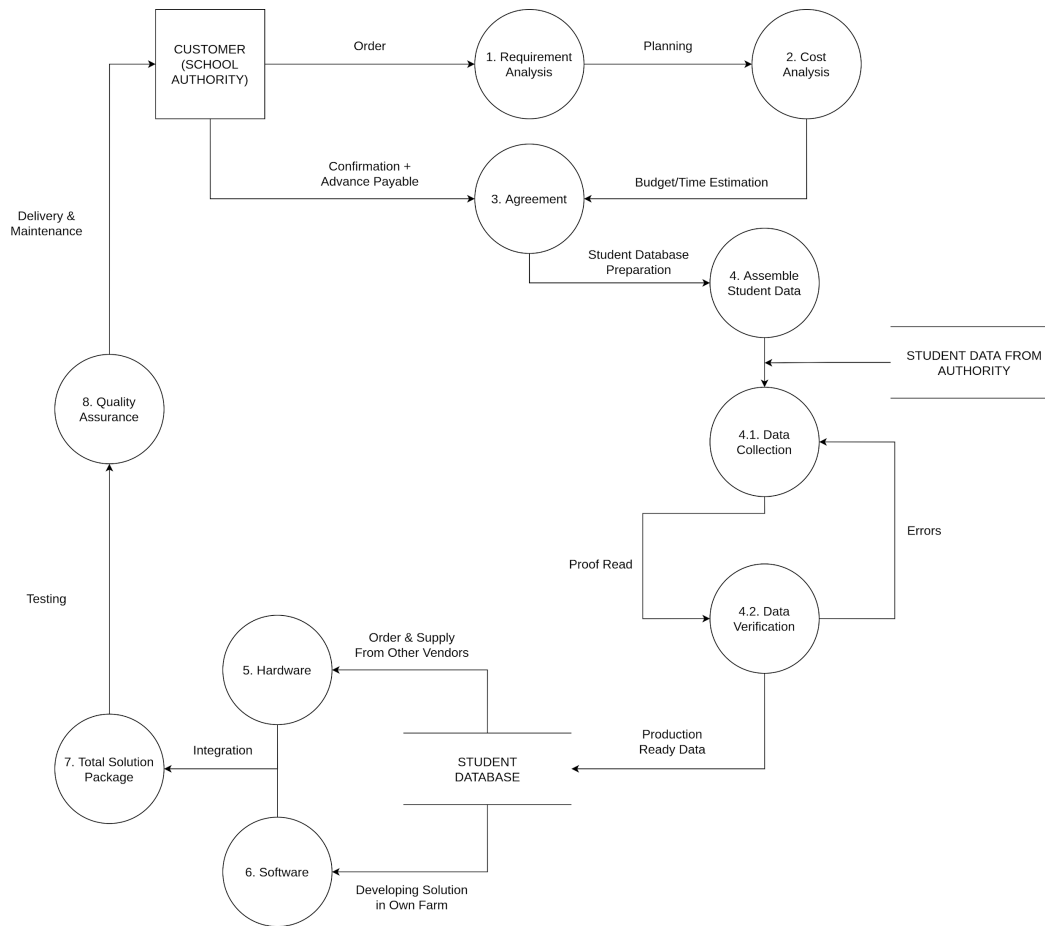 CUSTOMER
(SCHOOL
AUTHORITY)
Order
1. Requirement
Analysis
Planning
2. Cost
Analysis
Confirmation +
Advance Payable
3. Agreement
Budget/Time Estimation
Delivery &
Maintenance
Student Database
Preparation
4. Assemble
Student Data
STUDENT DATA FROM
AUTHORITY
8. Quality
Assurance
4.1. Data
Collection
Errors
Proof Read
4.2. Data
Verification
Testing
Order & Supply
From Other Vendors
5. Hardware
Production
Ready Data
Integration
7. Total Solution
Package
STUDENT
DATABASE
6. Software
Developing Solution
in Own Farm